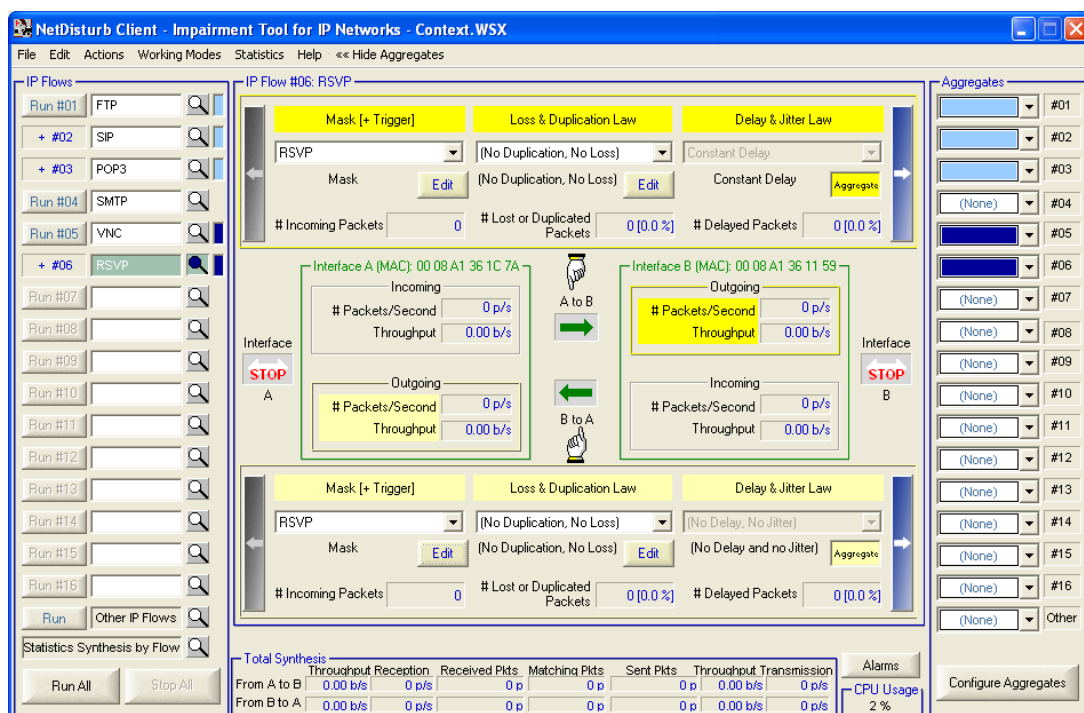 NetDisturb Client - Impairment Tool for IP Networks - Context.WSX
File Edit Actions Working Modes Statistics Help << Hide Aggregates
IP Flows
Run #01 FTP
+ #02 SIP
+ #03 POP3
Run #04 SMTP
Run #05 VNC
+ #06 RSVP
Run #07
Run #08
Run #09
Run #10
Run #11
Run #12
Run #13
Run #14
Run #15
Run #16
Run Other IP Flows
Statistics Synthesis by Flow
Run All Stop All
IP Flow #06: RSVP
Mask [+ Trigger] Loss & Duplication Law Delay & Jitter Law
RSVP (No Duplication, No Loss) Constant Delay
Mask Edit (No Duplication, No Loss) Edit Constant Delay Aggregate
# Incoming Packets 0 # Lost or Duplicated Packets 0 [0.0 %] # Delayed Packets 0 [0.0 %]
Interface A (MAC): 00 08 A1 36 1C 7A
Incoming
# Packets/Second 0 p/s
Throughput 0.00 b/s
Interface
STOP
A
Outgoing
# Packets/Second 0 p/s
Throughput 0.00 b/s
A to B
B to A
Interface B (MAC): 00 08 A1 36 11 59
Outgoing
# Packets/Second 0 p/s
Throughput 0.00 b/s
Interface
STOP
B
Incoming
# Packets/Second 0 p/s
Throughput 0.00 b/s
Mask [+ Trigger] Loss & Duplication Law Delay & Jitter Law
RSVP (No Duplication, No Loss) (No Delay, No Jitter)
Mask Edit (No Duplication, No Loss) Edit (No Delay and no Jitter) Aggregate
# Incoming Packets 0 # Lost or Duplicated Packets 0 [0.0 %] # Delayed Packets 0 [0.0 %]
Total Synthesis
Throughput Reception Received Pkts Matching Pkts Sent Pkts Throughput Transmission
From A to B 0.00 b/s 0 p/s 0 p 0 p 0 p 0.00 b/s 0 p/s
From B to A 0.00 b/s 0 p/s 0 p 0 p 0 p 0.00 b/s 0 p/s
Alarms
CPU Usage
2 %
Aggregates
#01
#02
#03
(None) #04
#05
#06
(None) #07
(None) #08
(None) #09
(None) #10
(None) #11
(None) #12
(None) #13
(None) #14
(None) #15
(None) #16
(None) Other
Configure Aggregates